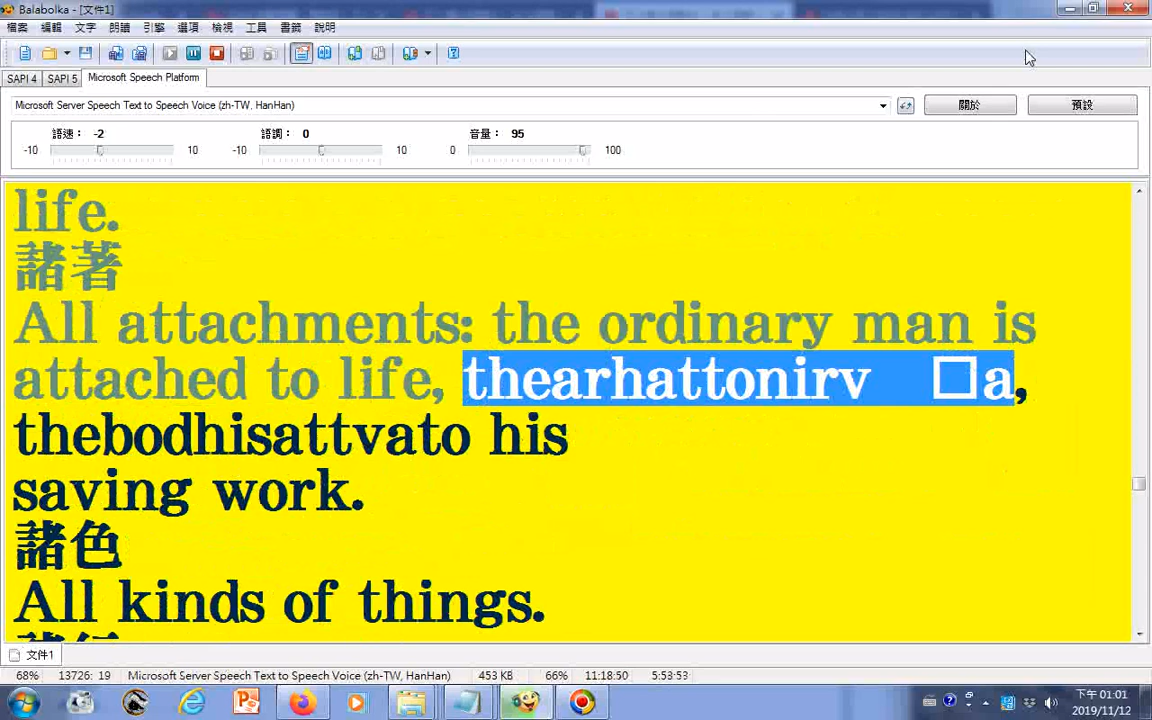 Balabolka - [文件1]
檔案 編輯 文字 朗讀 引擎 選項 檢視 工具 書籤 說明
SAPI 4 SAPI 5 Microsoft Speech Platform
Microsoft Server Speech Text to Speech Voice (zh-TW, HanHan)
關於 預設
語速： -2 語調： 0 音量： 95
-10 10 -10 10 0 100
life.
諸著
All attachments: the ordinary man is
attached to life, thearhattonirv □a,
thebodhisattvato his
saving work.
諸色
All kinds of things.
文件1
68% 13726: 19 Microsoft Server Speech Text to Speech Voice (zh-TW, HanHan) 453 KB 66% 11:18:50 5:53:53
下午 01:01
2019/11/12